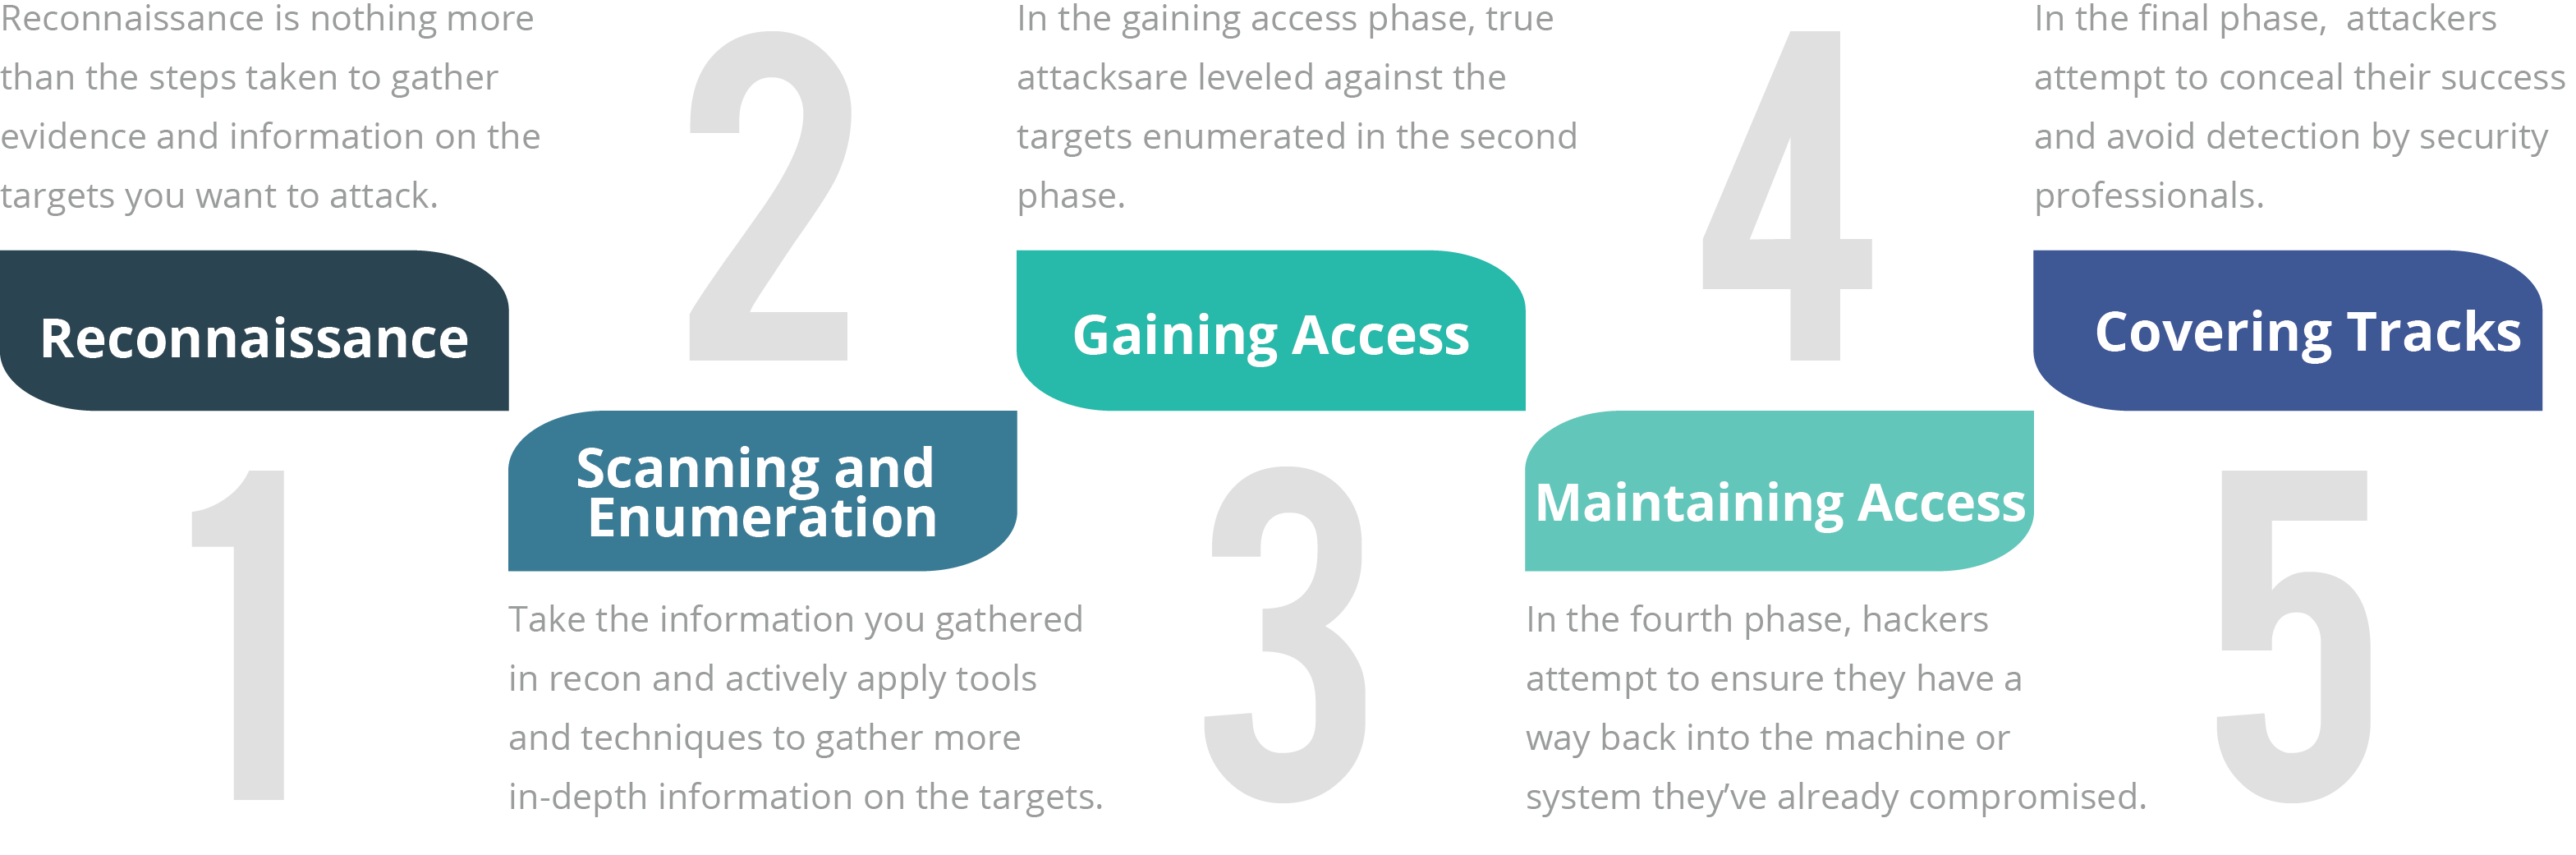 Reconnaissance is nothing more
than the steps taken to gather
evidence and information on the
targets you want to attack.
Reconnaissance
1
2
Scanning and
Enumeration
Take the information you gathered
in recon and actively apply tools
and techniques to gather more
in-depth information on the targets.
In the gaining access phase, true
attacksare leveled against the
targets enumerated in the second
phase.
Gaining Access
3
4
Maintaining Access
In the fourth phase, hackers
attempt to ensure they have a
way back into the machine or
system they’ve already compromised.
In the final phase,  attackers
attempt to conceal their success
and avoid detection by security
professionals.
Covering Tracks
5